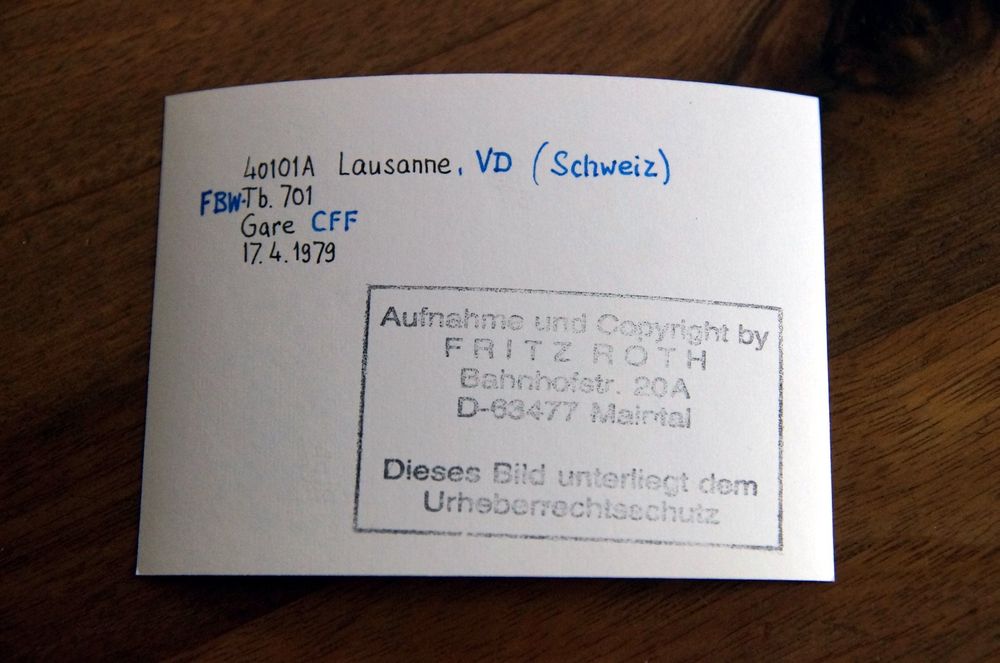 40101A Lausanne, VD (Schweiz)
FBW-Tb. 701
Gare CFF
17.4.1979
Aufnahme und Copyright by
FRITZ ROTH
Bahnhofstr. 20A
D-63477 Maintal
Dieses Bild unterliegt dem
Urheberrechtsschutz